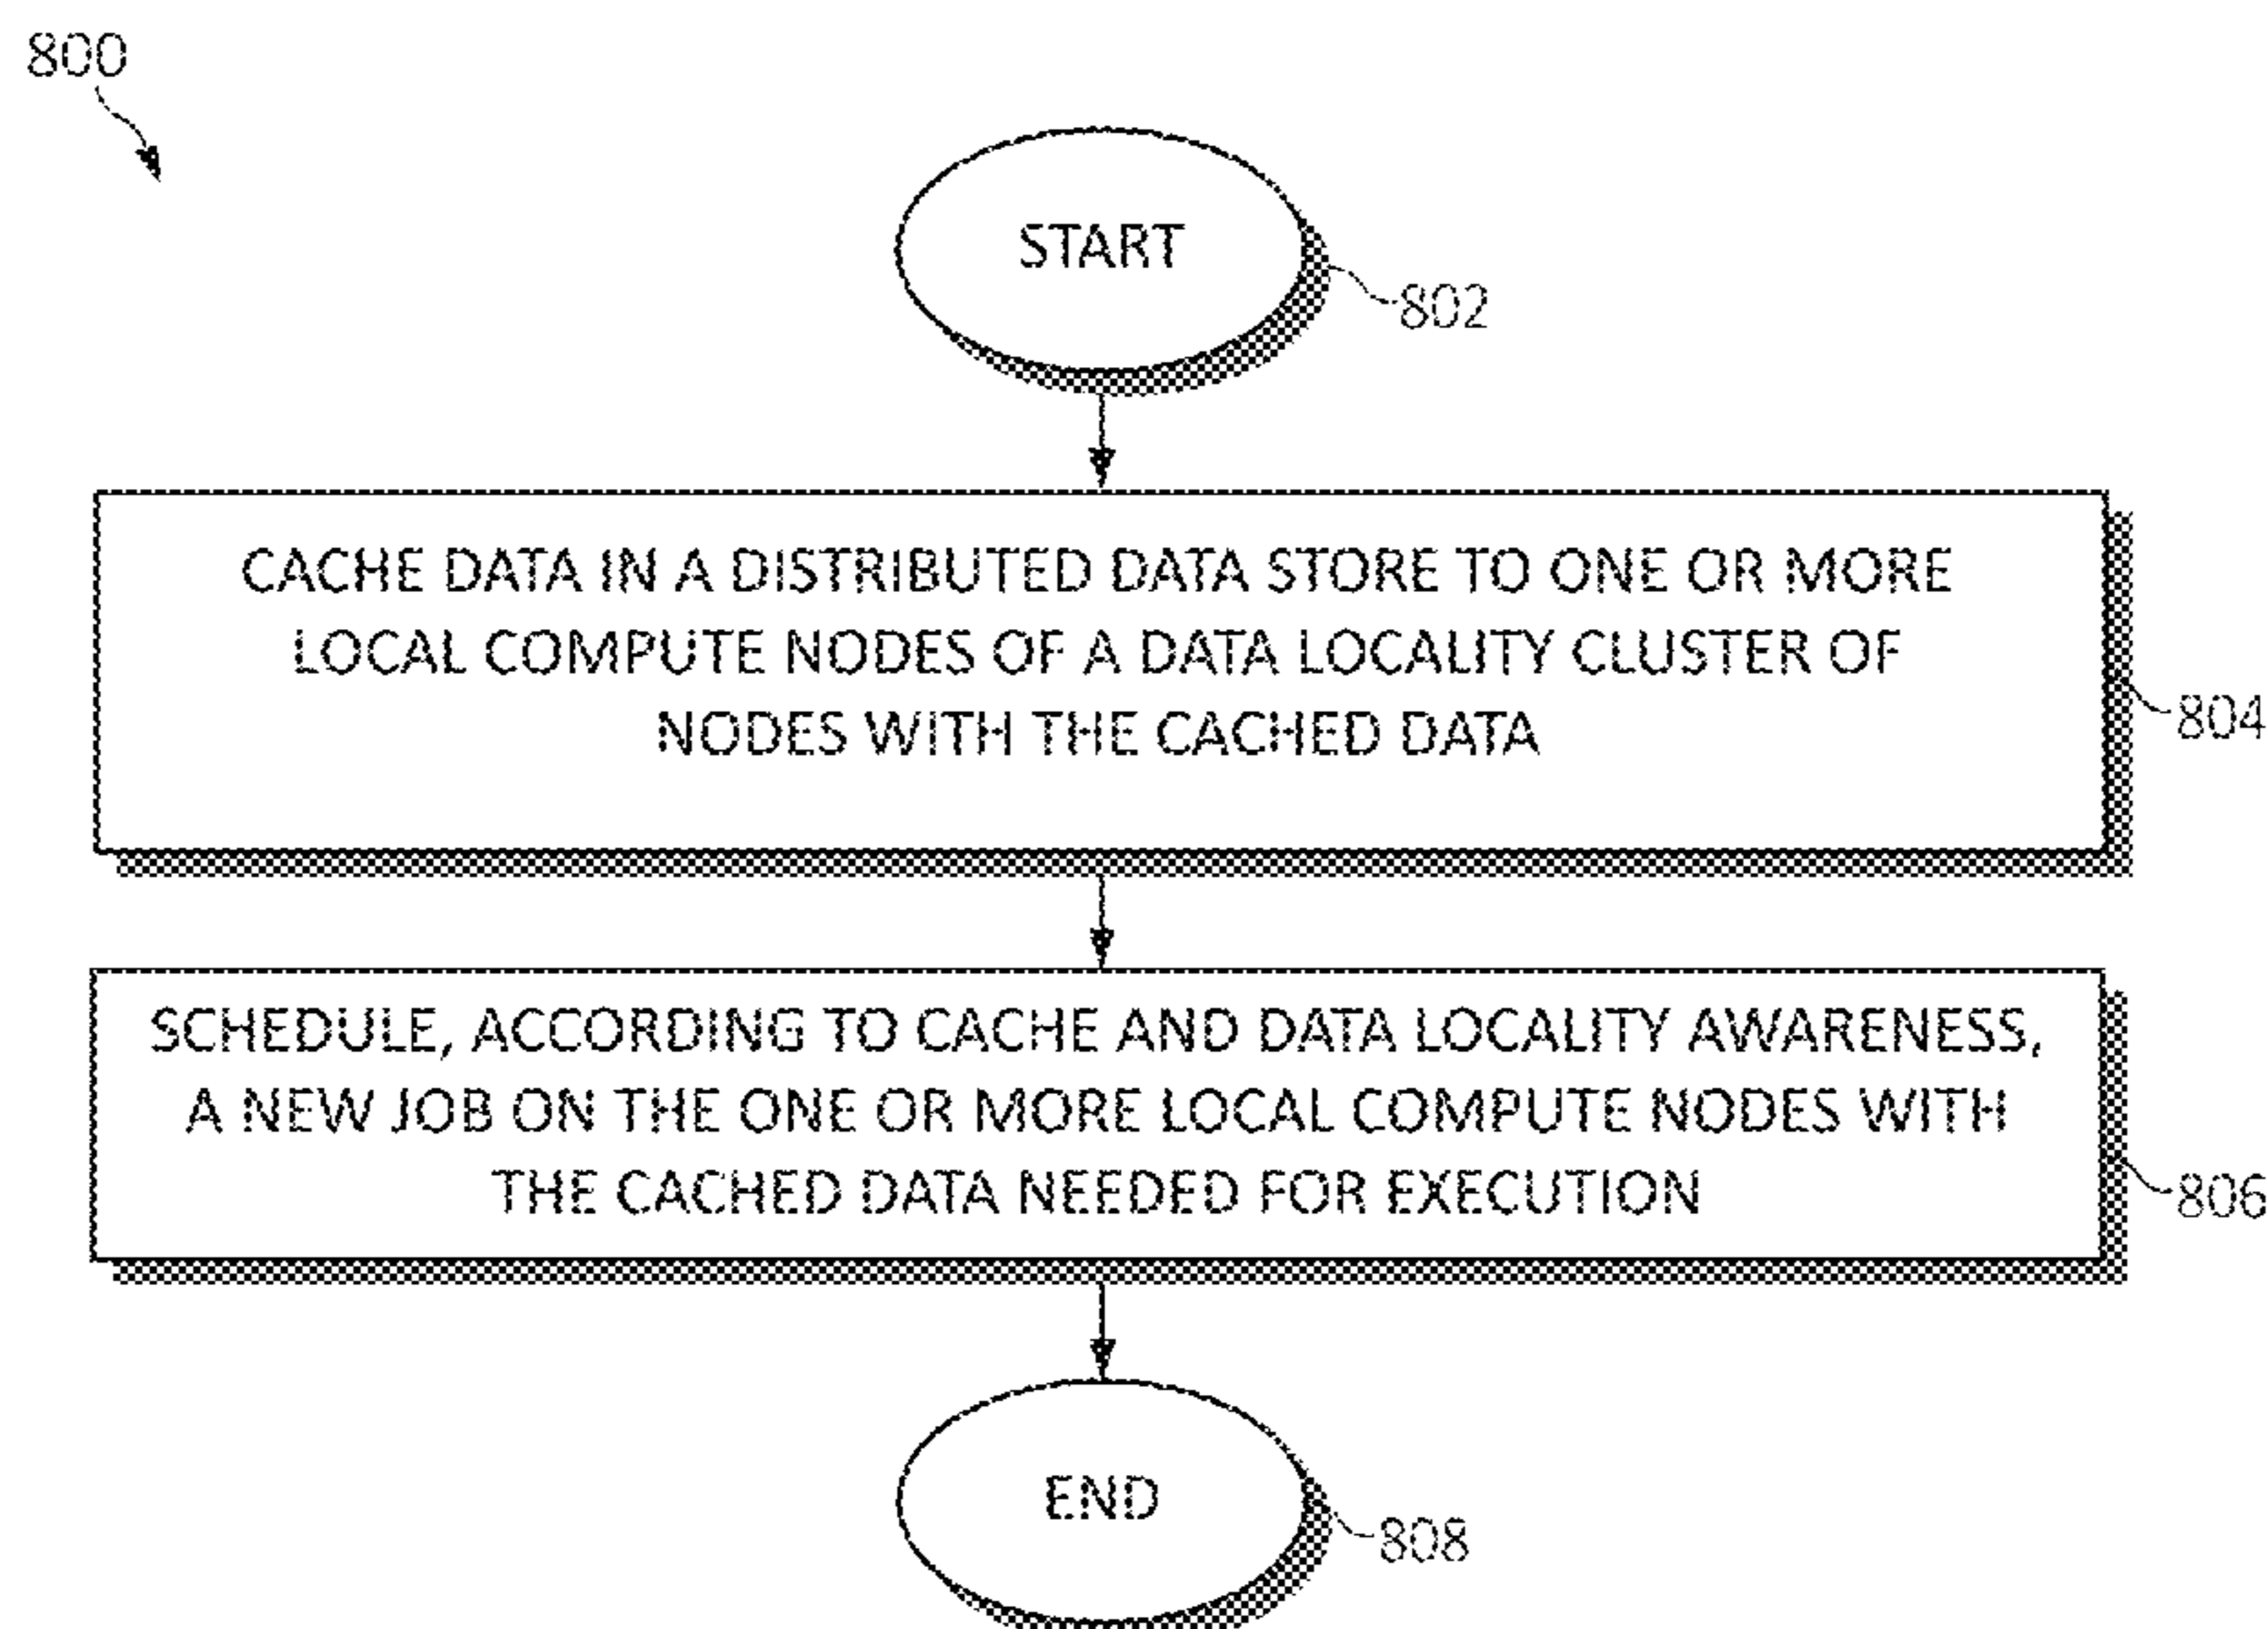 800
START
802
CACHE DATA IN A DISTRIBUTED DATA STORE TO ONE OR MORE
LOCAL COMPUTE NODES OF A DATA LOCALITY CLUSTER OF
NODES WITH THE CACHED DATA
804
SCHEDULE, ACCORDING TO CACHE AND DATA LOCALITY AWARENESS,
A NEW JOB ON THE ONE OR MORE LOCAL COMPUTE NODES WITH
THE CACHED DATA NEEDED FOR EXECUTION
806
END
808